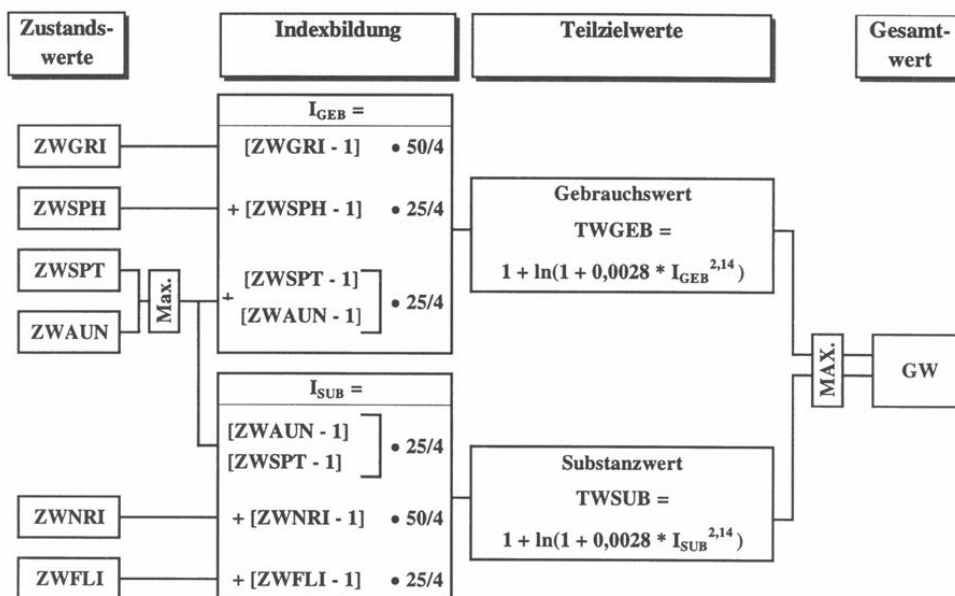 Zustands-
werte
Indexbildung
Teilzielwerte
Gesamt-
wert
ZWGRI
ZWSPH
ZWSPT
ZWAUN
Max.
I_GEB =
[ZWGRI - 1] • 50/4
+ [ZWSPH - 1] • 25/4
+
[ZWSPT - 1]
[ZWAUN - 1]
• 25/4
Gebrauchswert
TWGEB =
1 + ln(1 + 0,0028 * I_GEB^2,14)
I_SUB =
[ZWAUN - 1]
[ZWSPT - 1]
• 25/4
ZWNRI
+ [ZWNRI - 1] • 50/4
ZWFLI
+ [ZWFLI - 1] • 25/4
Substanzwert
TWSUB =
1 + ln(1 + 0,0028 * I_SUB^2,14)
MAX.
GW